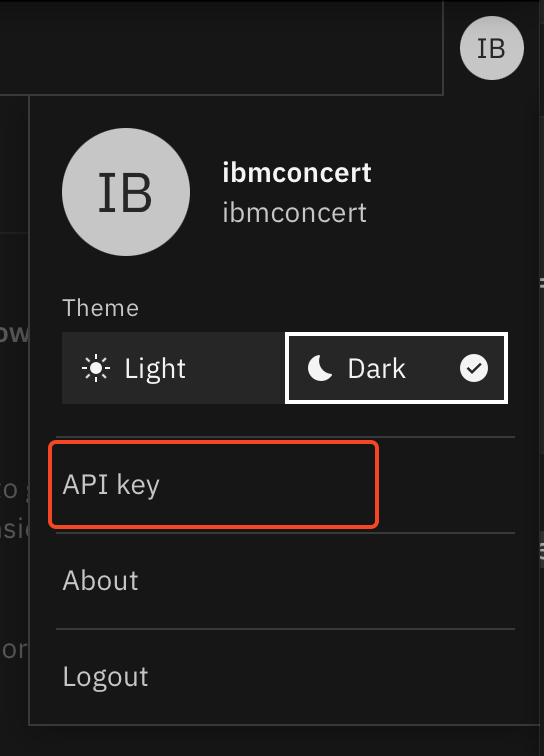 IB
IB
ibmconcert
ibmconcert
Theme
Light
Dark
API key
About
Logout